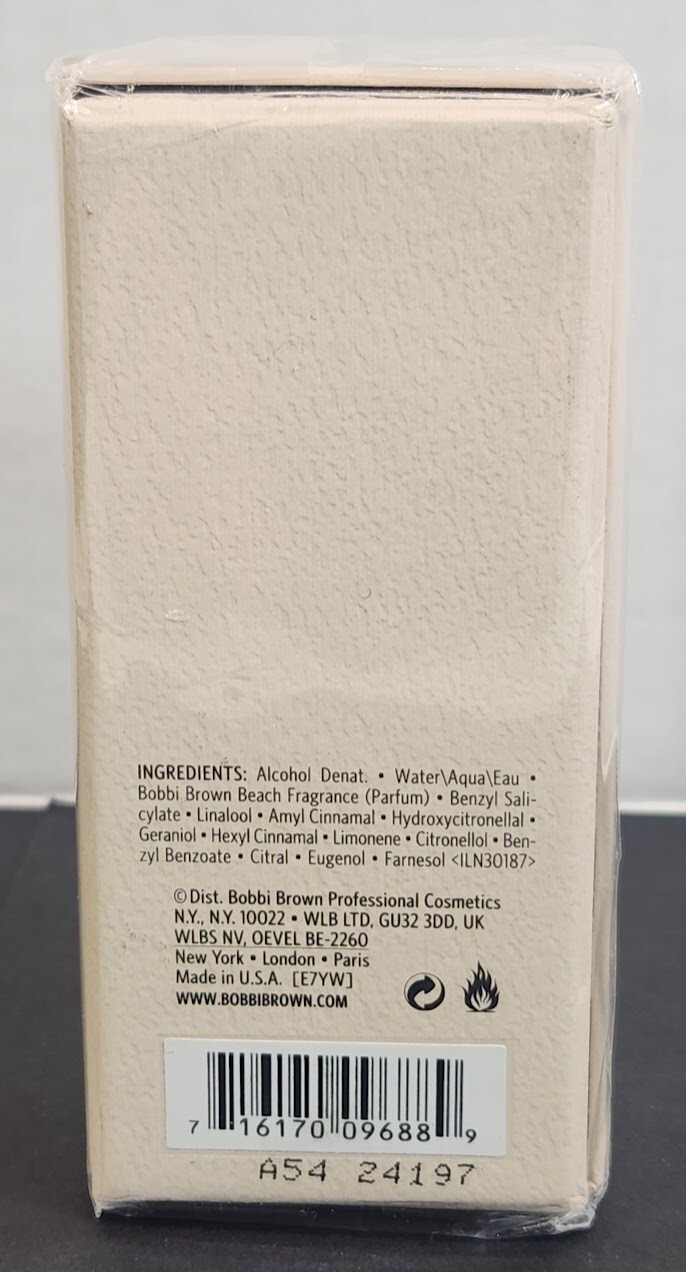 INGREDIENTS: Alcohol Denat. • Water\Aqua\Eau •
Bobbi Brown Beach Fragrance (Parfum) • Benzyl Sali-
cylate • Linalool • Amyl Cinnamal • Hydroxycitronellal •
Geraniol • Hexyl Cinnamal • Limonene • Citronellol • Ben-
zyl Benzoate • Citral • Eugenol • Farnesol <ILN30187>
© Dist. Bobbi Brown Professional Cosmetics
N.Y., N.Y. 10022 • WLB LTD, GU32 3DD, UK
WLBS NV, OEVEL BE-2260
New York • London • Paris
Made in U.S.A. [E7YW]
WWW.BOBBIBROWN.COM
7 16170 09688 9
A54 24197